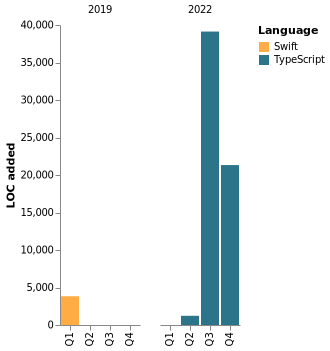 2019
2022
Language
Swift
TypeScript
LOC added
40,000
35,000
30,000
25,000
20,000
15,000
10,000
5,000
0
Q1
Q2
Q3
Q4
Q1
Q2
Q3
Q4